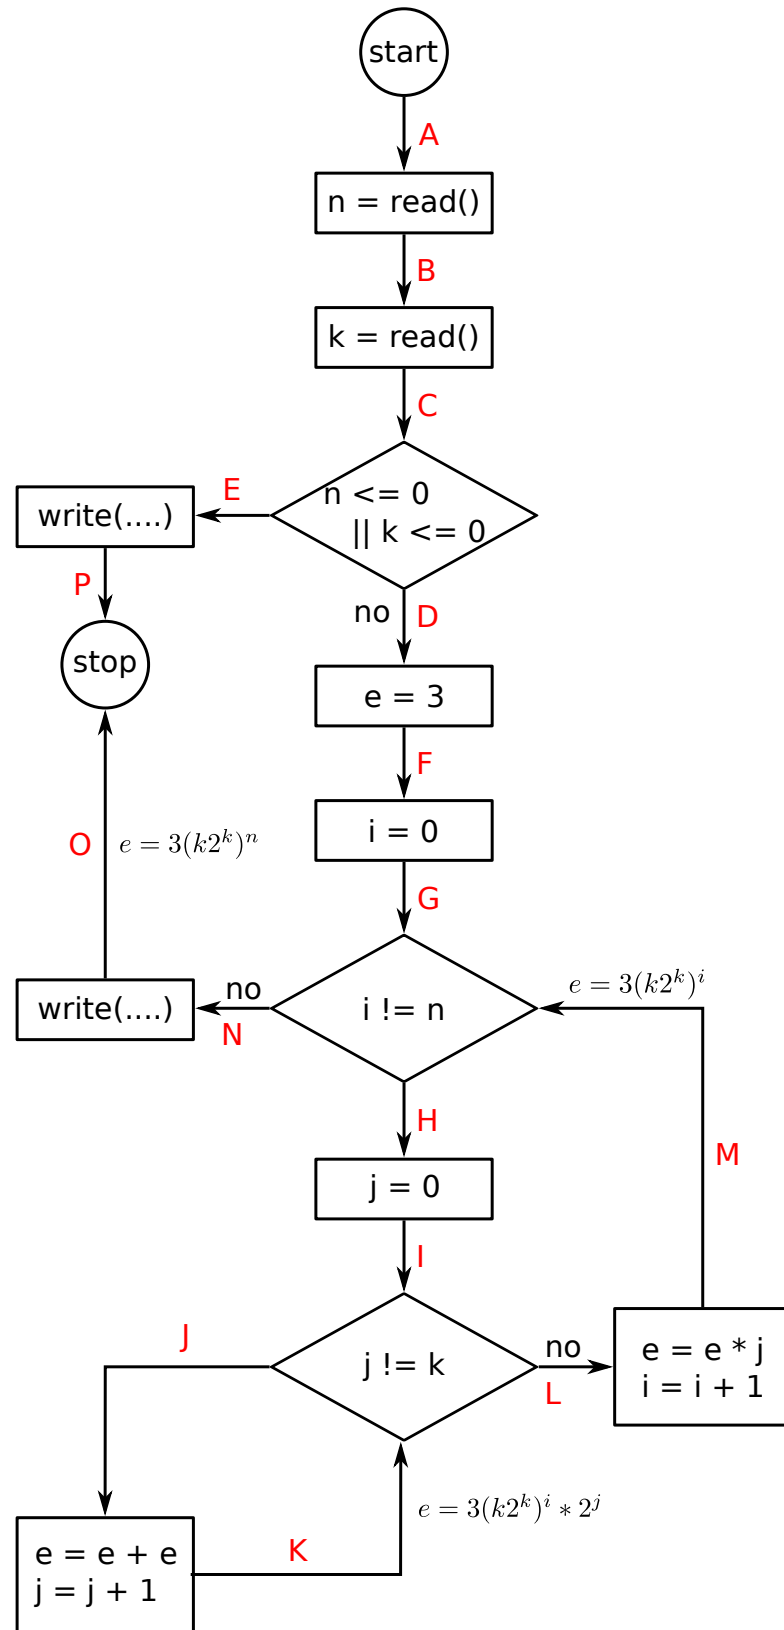 start
A
n = read()
B
k = read()
C
E
n <= 0
|| k <= 0
write(....)
P
no D
stop
e = 3
F
O e = 3(k2^k)^n
i = 0
G
e = 3(k2^k)^i
no
write(....)
i != n
N
H
M
j = 0
I
J
j != k
no
L
e = e * j
i = i + 1
e = 3(k2^k)^i * 2^j
K
e = e + e
j = j + 1